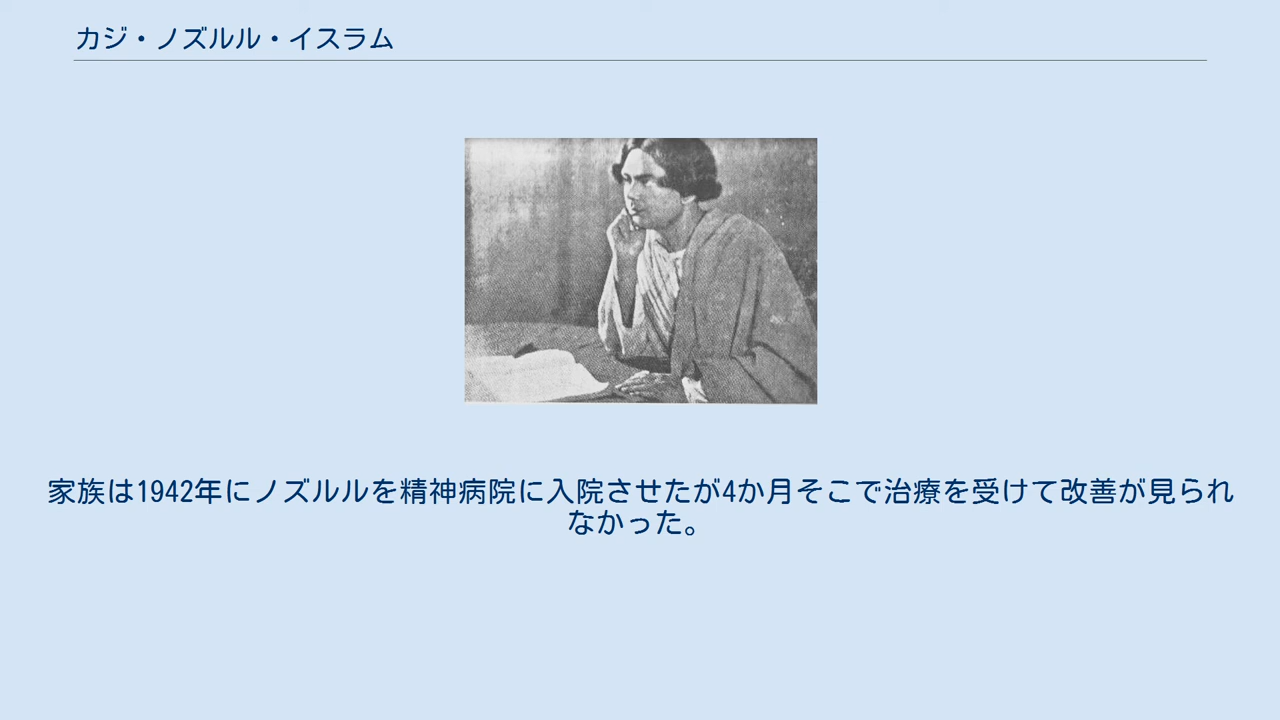 カジ・ノズルル・イスラム
家族は1942年にノズルルを精神病院に入院させたが4か月そこで治療を受けて改善が見られ
なかった。